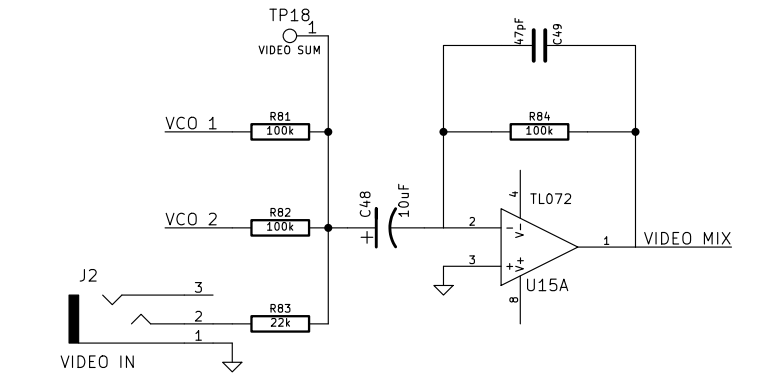 TP18
1
VIDEO SUM
47pF
C49
VCO 1
R81
100k
R84
100k
VCO 2
R82
100k
C48
10uF
+
4
TL072
2
-
V-
1
VIDEO MIX
3
+
V+
U15A
8
J2
3
2
1
R83
22k
VIDEO IN